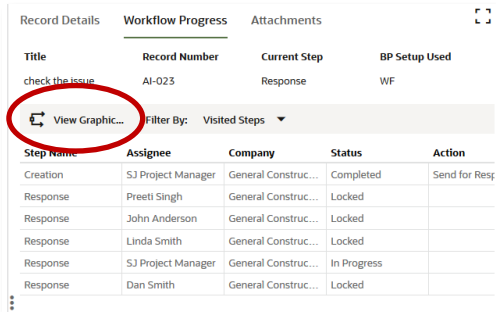 Record Details Workflow Progress Attachments
Title Record Number Current Step BP Setup Used
check the issue AI-023 Response WF
View Graphic... Filter By: Visited Steps
Step Name Assignee Company Status Action
Creation SJ Project Manager General Construc... Completed Send for Resp
Response Preeti Singh General Construc... Locked
Response John Anderson General Construc... Locked
Response Linda Smith General Construc... Locked
Response SJ Project Manager General Construc... In Progress
Response Dan Smith General Construc... Locked